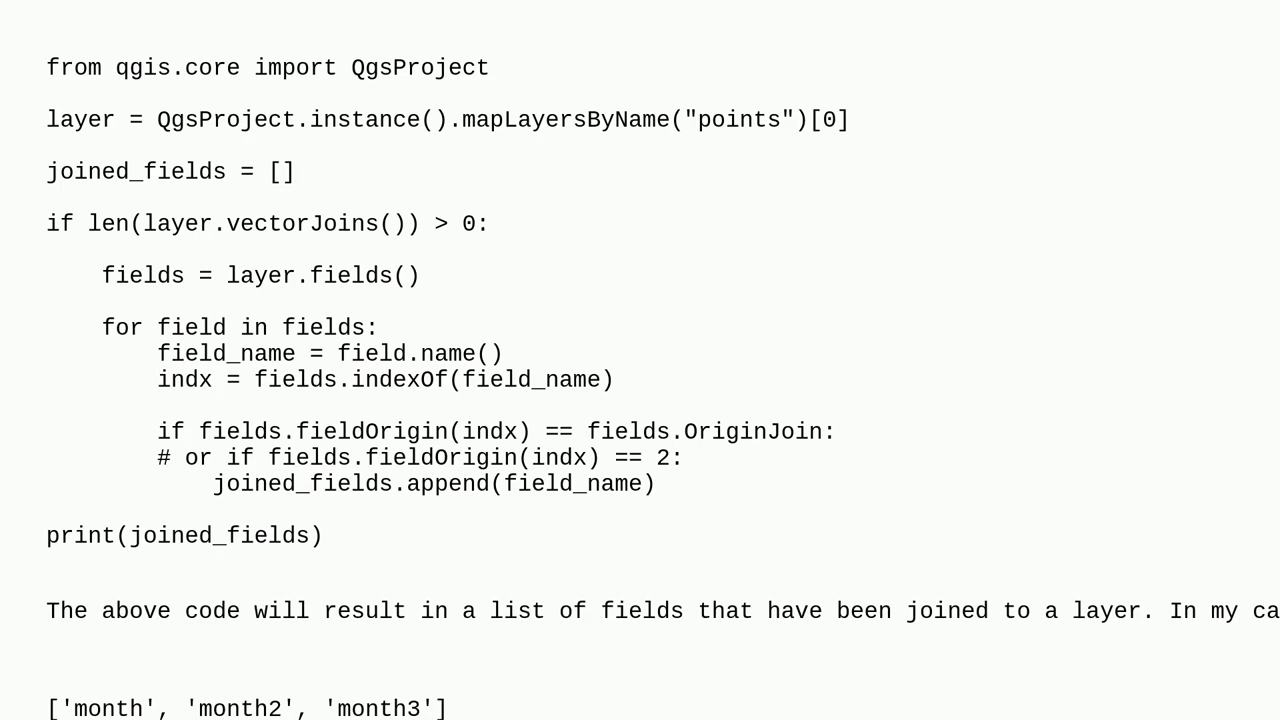 from qgis.core import QgsProject
layer = QgsProject.instance().mapLayersByName("points")[0]
joined_fields = []
if len(layer.vectorJoins()) > 0:
    fields = layer.fields()
    for field in fields:
        field_name = field.name()
        indx = fields.indexOf(field_name)
        if fields.fieldOrigin(indx) == fields.OriginJoin:
        # or if fields.fieldOrigin(indx) == 2:
            joined_fields.append(field_name)
print(joined_fields)
The above code will result in a list of fields that have been joined to a layer. In my ca
['month', 'month2', 'month3']